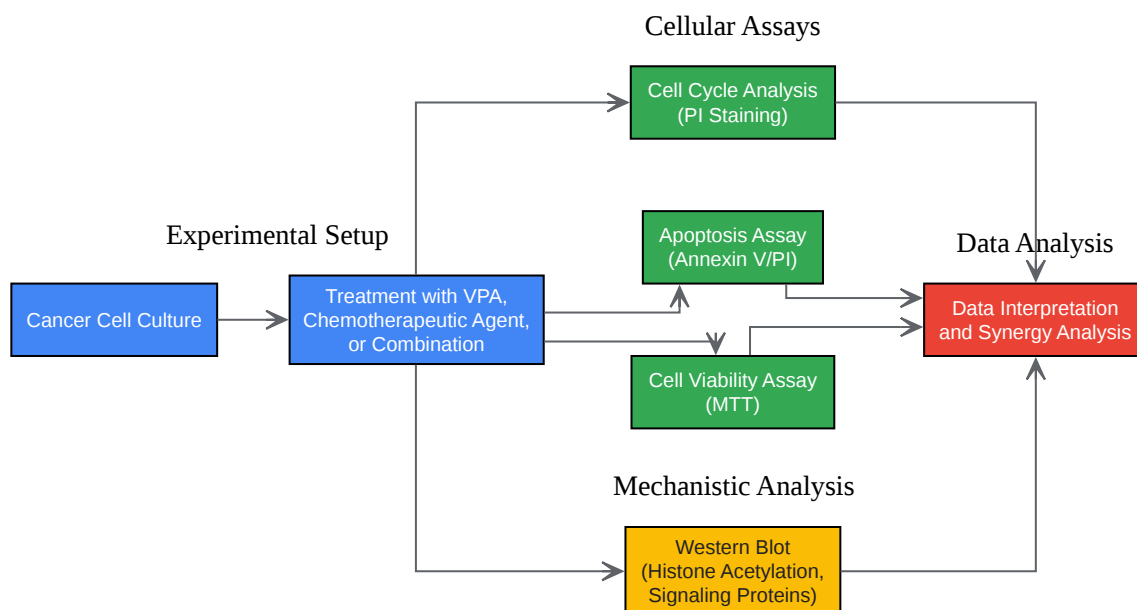 Cellular Assays
Cell Cycle Analysis
(PI Staining)
Experimental Setup
Apoptosis Assay
(Annexin V/PI)
Data Analysis
Cancer Cell Culture
Treatment with VPA,
Chemotherapeutic Agent,
or Combination
Data Interpretation
and Synergy Analysis
Cell Viability Assay
(MTT)
Mechanistic Analysis
Western Blot
(Histone Acetylation,
Signaling Proteins)